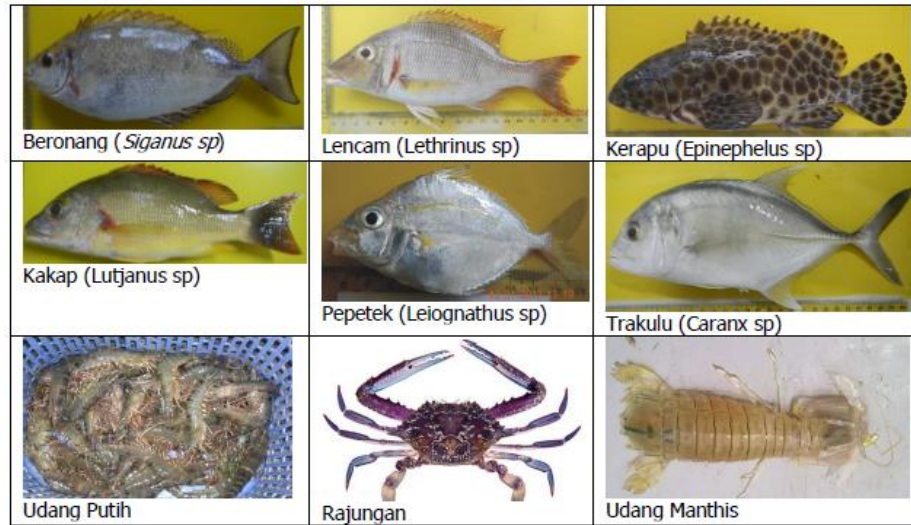 Beronang (Siganus sp)
Lencam (Lethrinus sp)
Kerapu (Epinephelus sp)
Kakap (Lutjanus sp)
Pepetek (Leiognathus sp)
Trakulu (Caranx sp)
Udang Putih
Rajungan
Udang Manthis